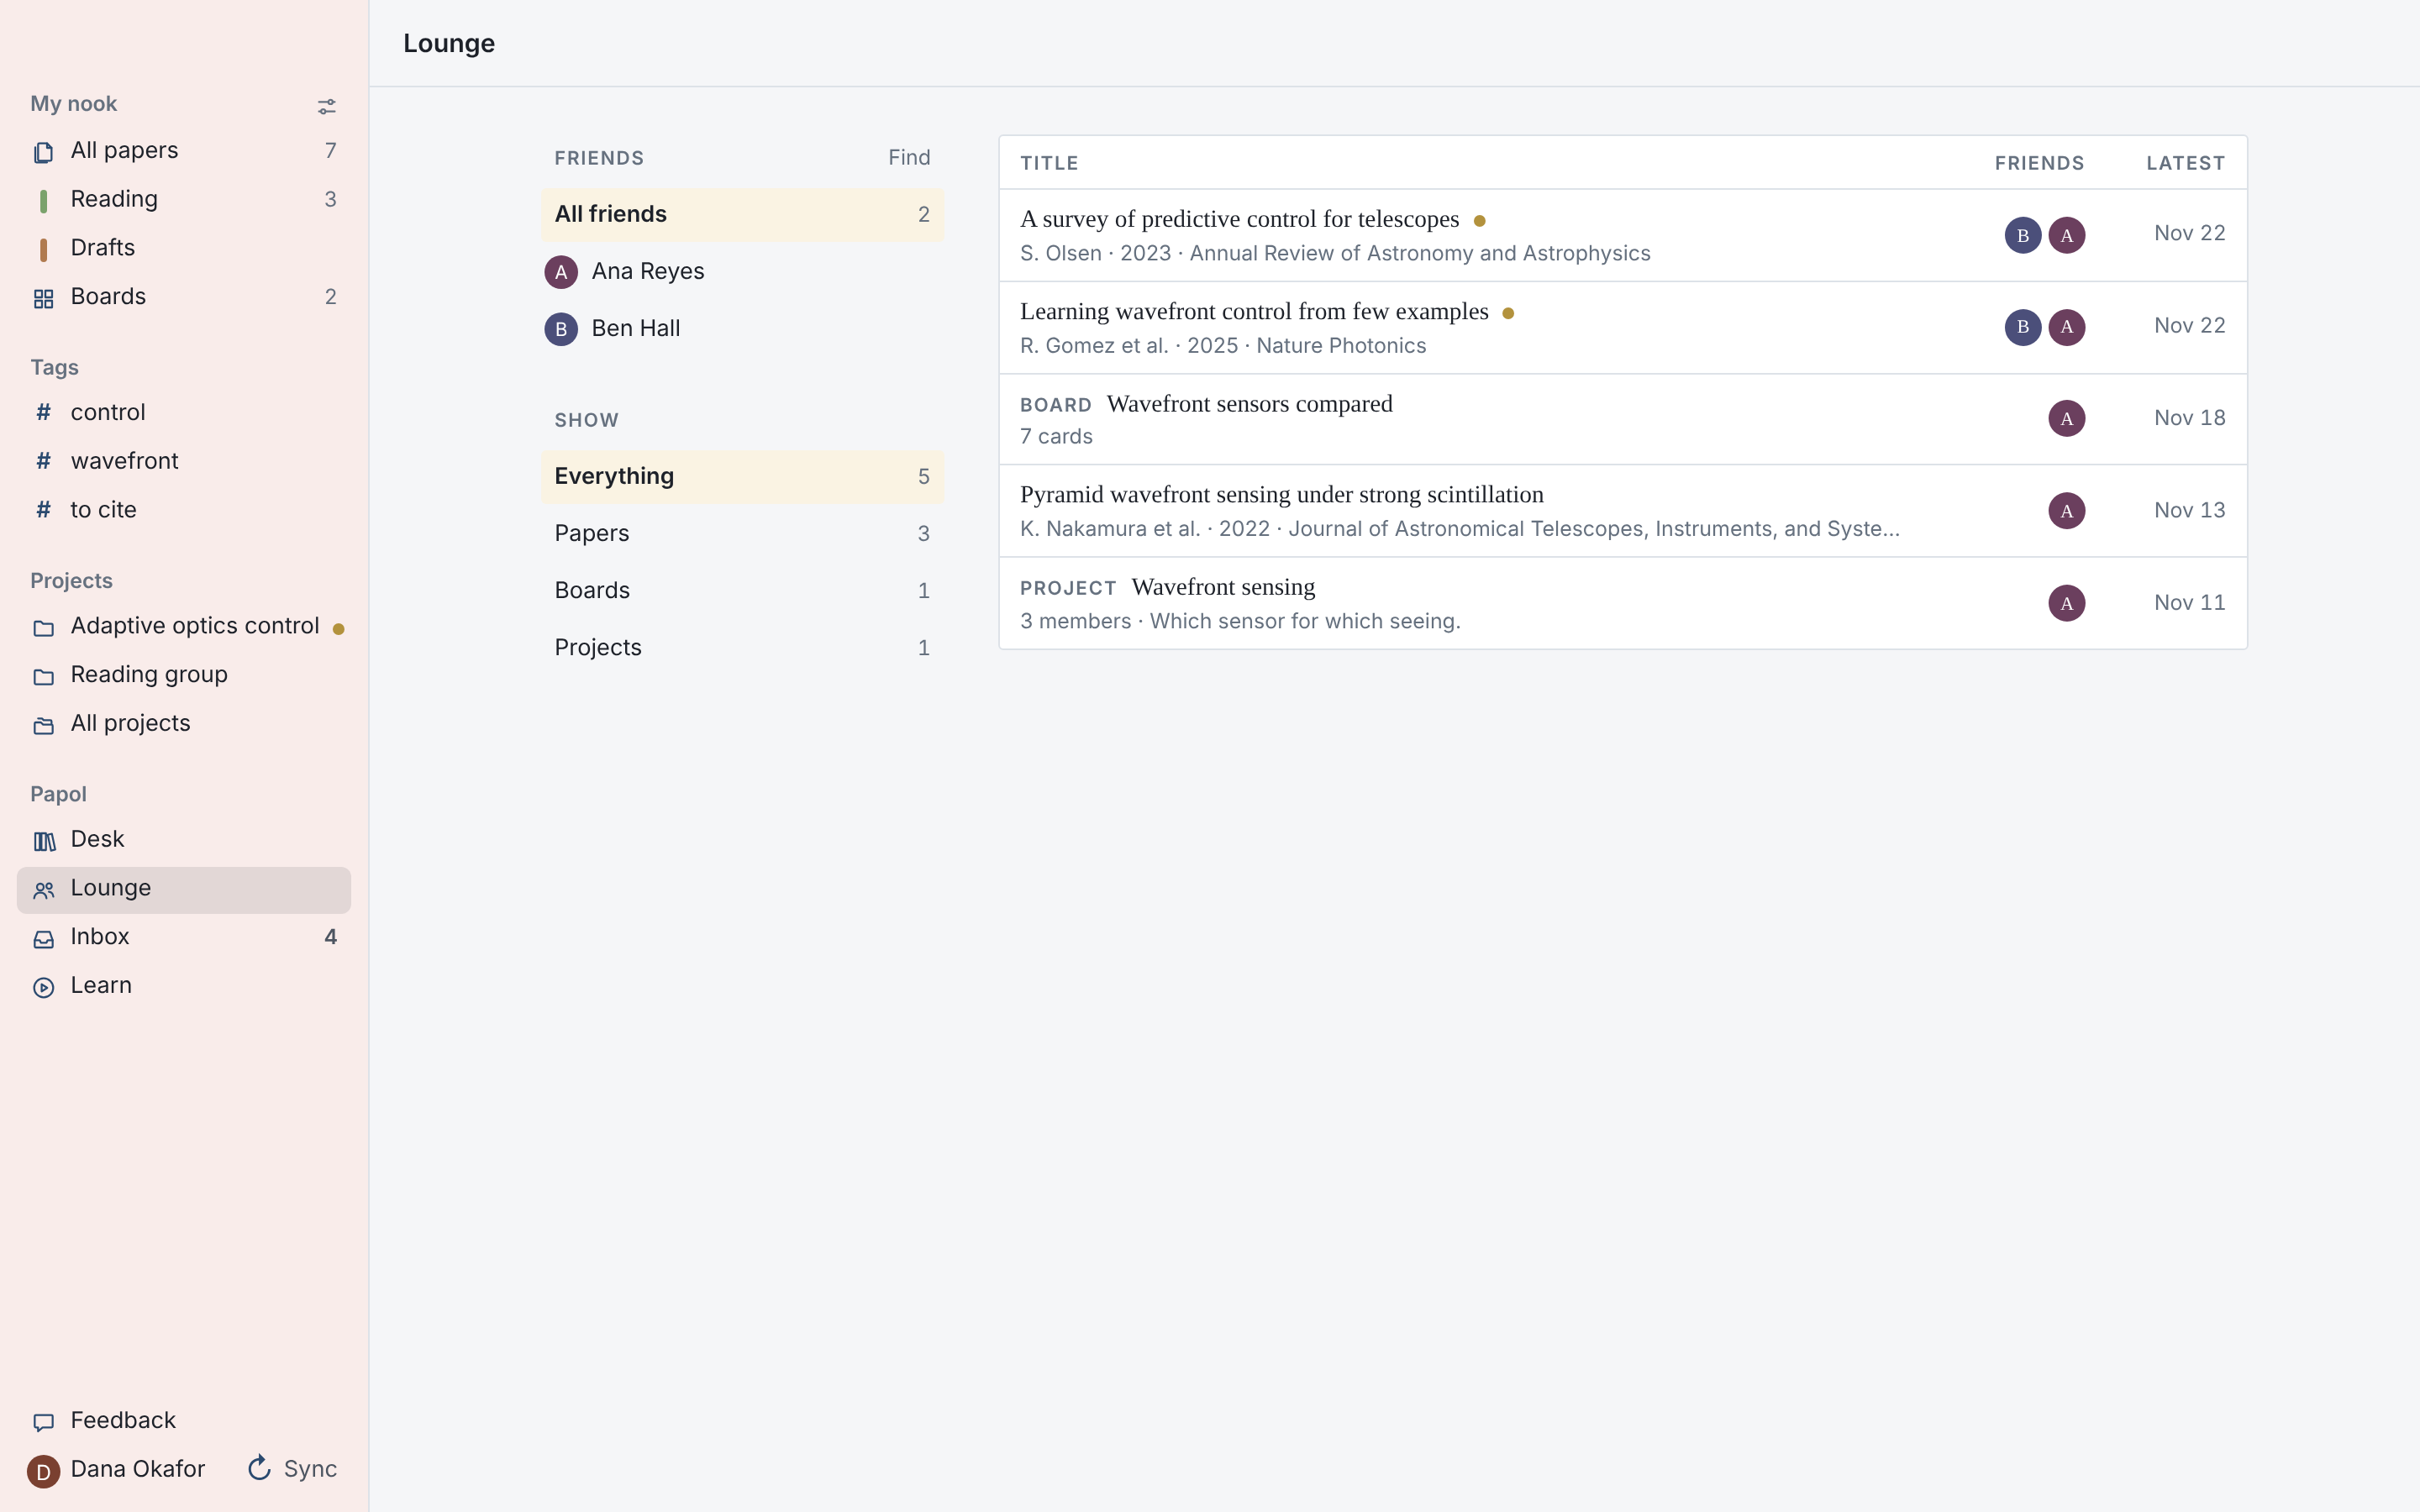 My nook
All papers 7
Reading 3
Drafts
Boards 2
Tags
# control
# wavefront
# to cite
Projects
Adaptive optics control
Reading group
All projects
Papol
Desk
Lounge
Inbox 4
Learn
Feedback
D Dana Okafor Sync
Lounge
FRIENDS Find
All friends 2
A Ana Reyes
B Ben Hall
SHOW
Everything 5
Papers 3
Boards 1
Projects 1
TITLE FRIENDS LATEST
A survey of predictive control for telescopes B A Nov 22
S. Olsen · 2023 · Annual Review of Astronomy and Astrophysics
Learning wavefront control from few examples B A Nov 22
R. Gomez et al. · 2025 · Nature Photonics
BOARD Wavefront sensors compared A Nov 18
7 cards
Pyramid wavefront sensing under strong scintillation A Nov 13
K. Nakamura et al. · 2022 · Journal of Astronomical Telescopes, Instruments, and Syste...
PROJECT Wavefront sensing A Nov 11
3 members · Which sensor for which seeing.